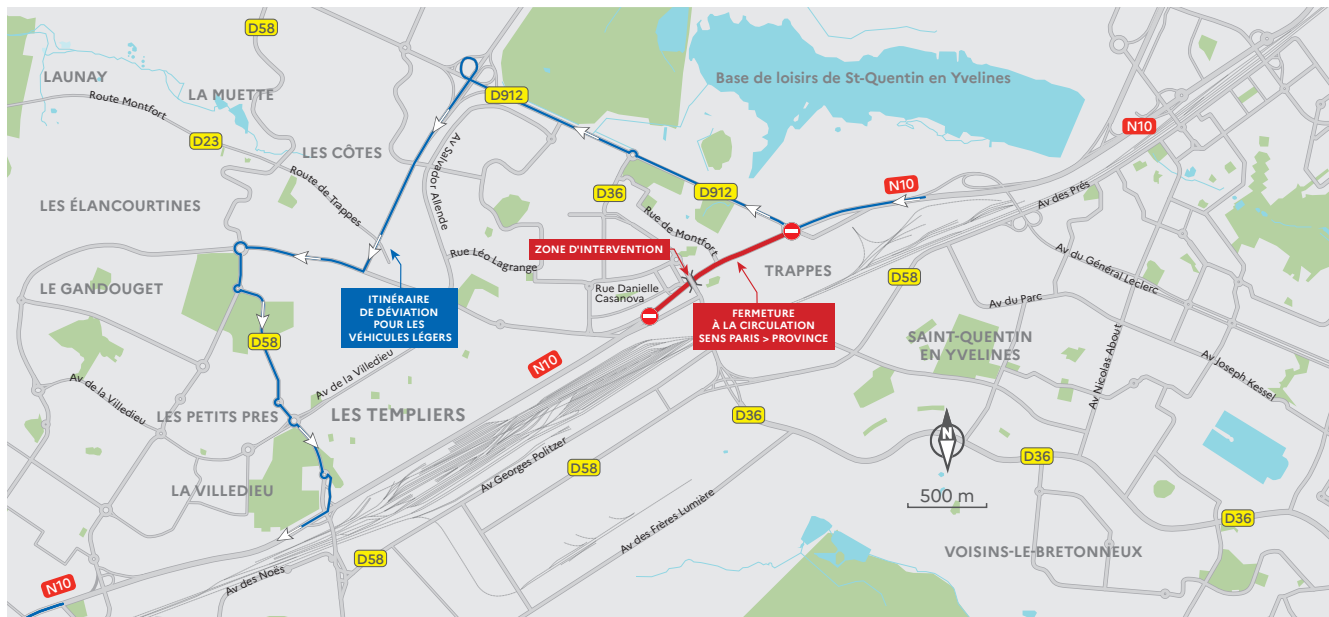 D58
LAUNAY
Base de loisirs de St-Quentin en Yvelines
LA MUETTE
D912
Route Montfort
N10
D23
LES CÔTES
Av Salvador Allende
Route de Trappes
D36
D912
N10
Av des Prés
LES ÉLANCOURTINES
Rue de Montfort
ZONE D'INTERVENTION
Rue Léo Lagrange
TRAPPES
D58
Av du Général Leclerc
LE GANDOUGET
Rue Danielle
Casanova
Av du Parc
ITINÉRAIRE
DE DÉVIATION
POUR LES
VÉHICULES LÉGERS
FERMETURE
À LA CIRCULATION
SENS PARIS > PROVINCE
D58
SAINT-QUENTIN
EN YVELINES
Av Nicolas About
Av Joseph Kessel
N10
Av de la Villedieu
Av de la Villedieu
LES PETITS PRES
LES TEMPLIERS
D36
N
D36
Av Georges Politzer
D58
LA VILLEDIEU
500 m
Av des Frères Lumière
D36
VOISINS-LE-BRETONNEUX
D58
Av des Noës
N10